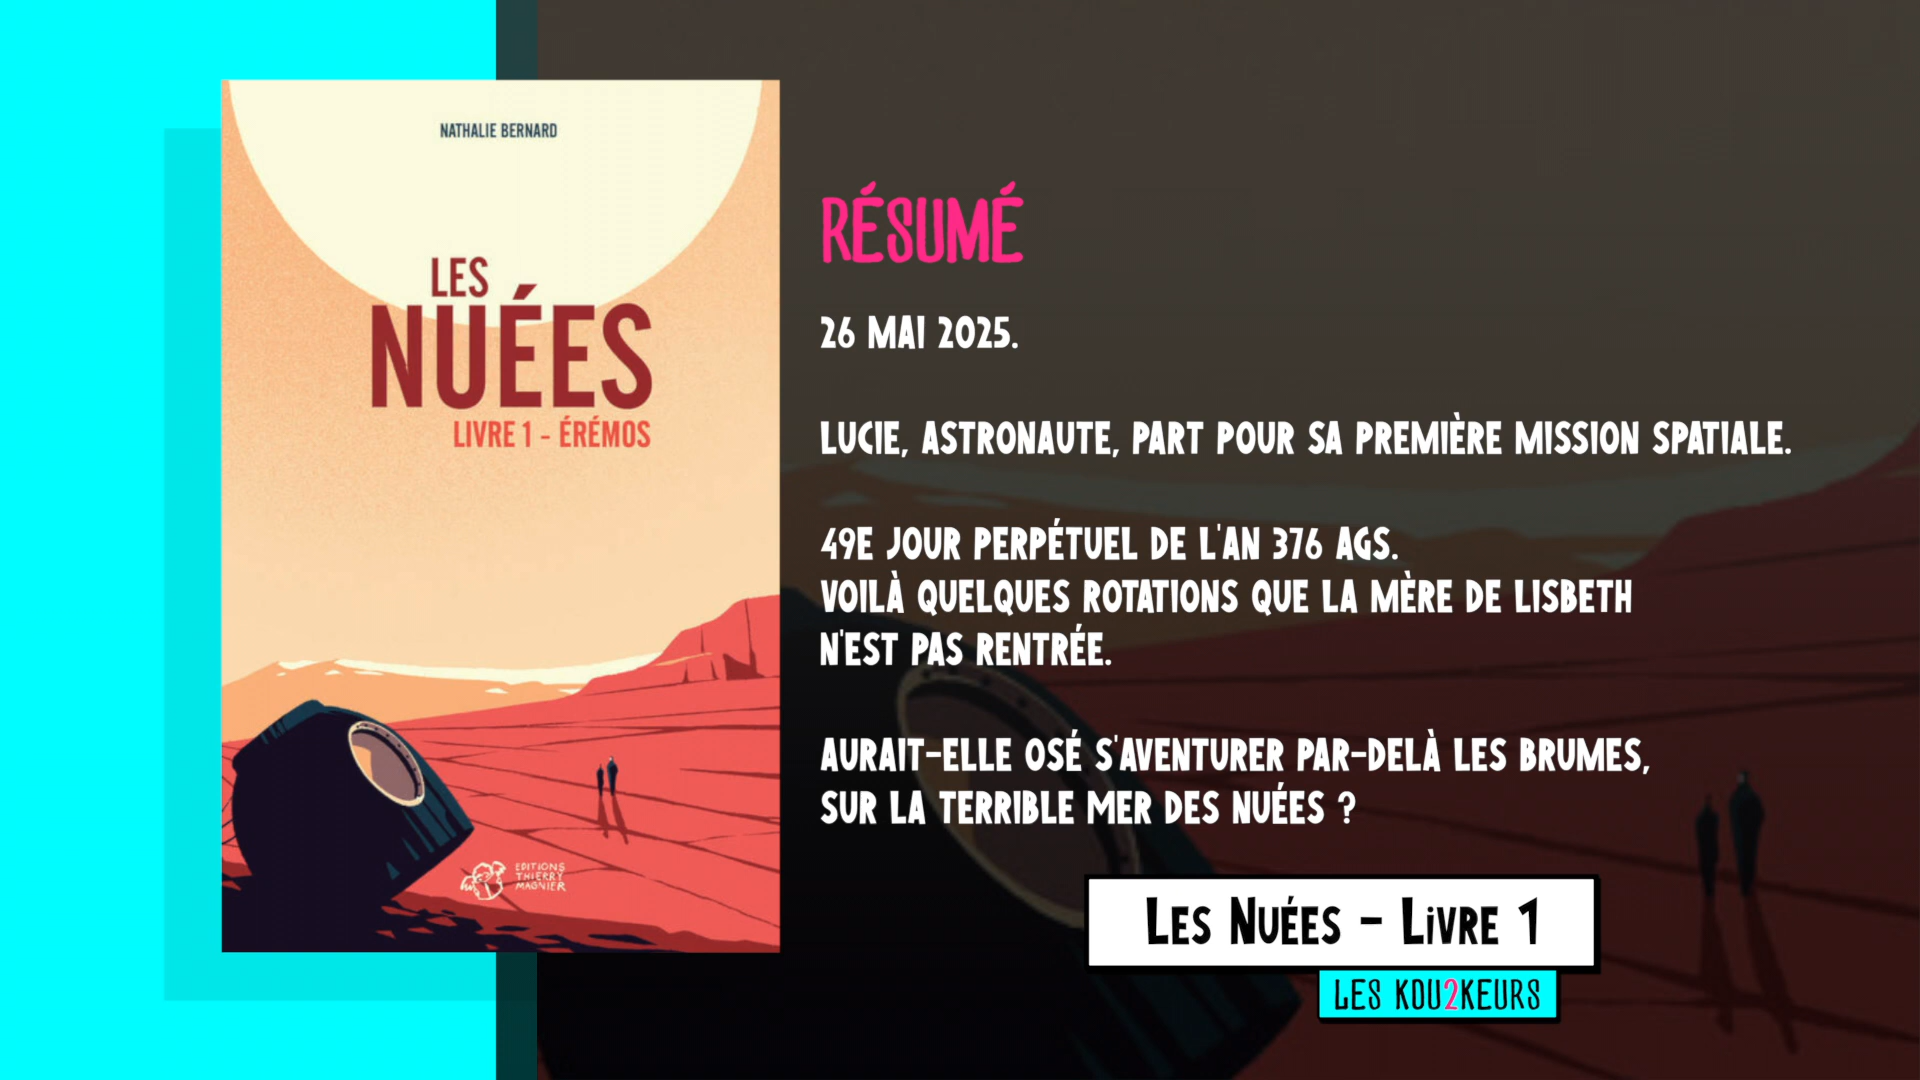 NATHALIE BERNARD
LES
NUÉES
LIVRE 1 - ÉRÉMOS
EDITIONS
THIERRY
MAGNIER
RÉSUMÉ
26 MAI 2025.
LUCIE, ASTRONAUTE, PART POUR SA PREMIÈRE MISSION SPATIALE.
49E JOUR PERPÉTUEL DE L'AN 376 AGS.
VOILÀ QUELQUES ROTATIONS QUE LA MÈRE DE LISBETH
N'EST PAS RENTRÉE.
AURAIT-ELLE OSÉ S'AVENTURER PAR-DELÀ LES BRUMES,
SUR LA TERRIBLE MER DES NUÉES ?
LES NUÉES - LiVRE 1
LES KOU2KEURS